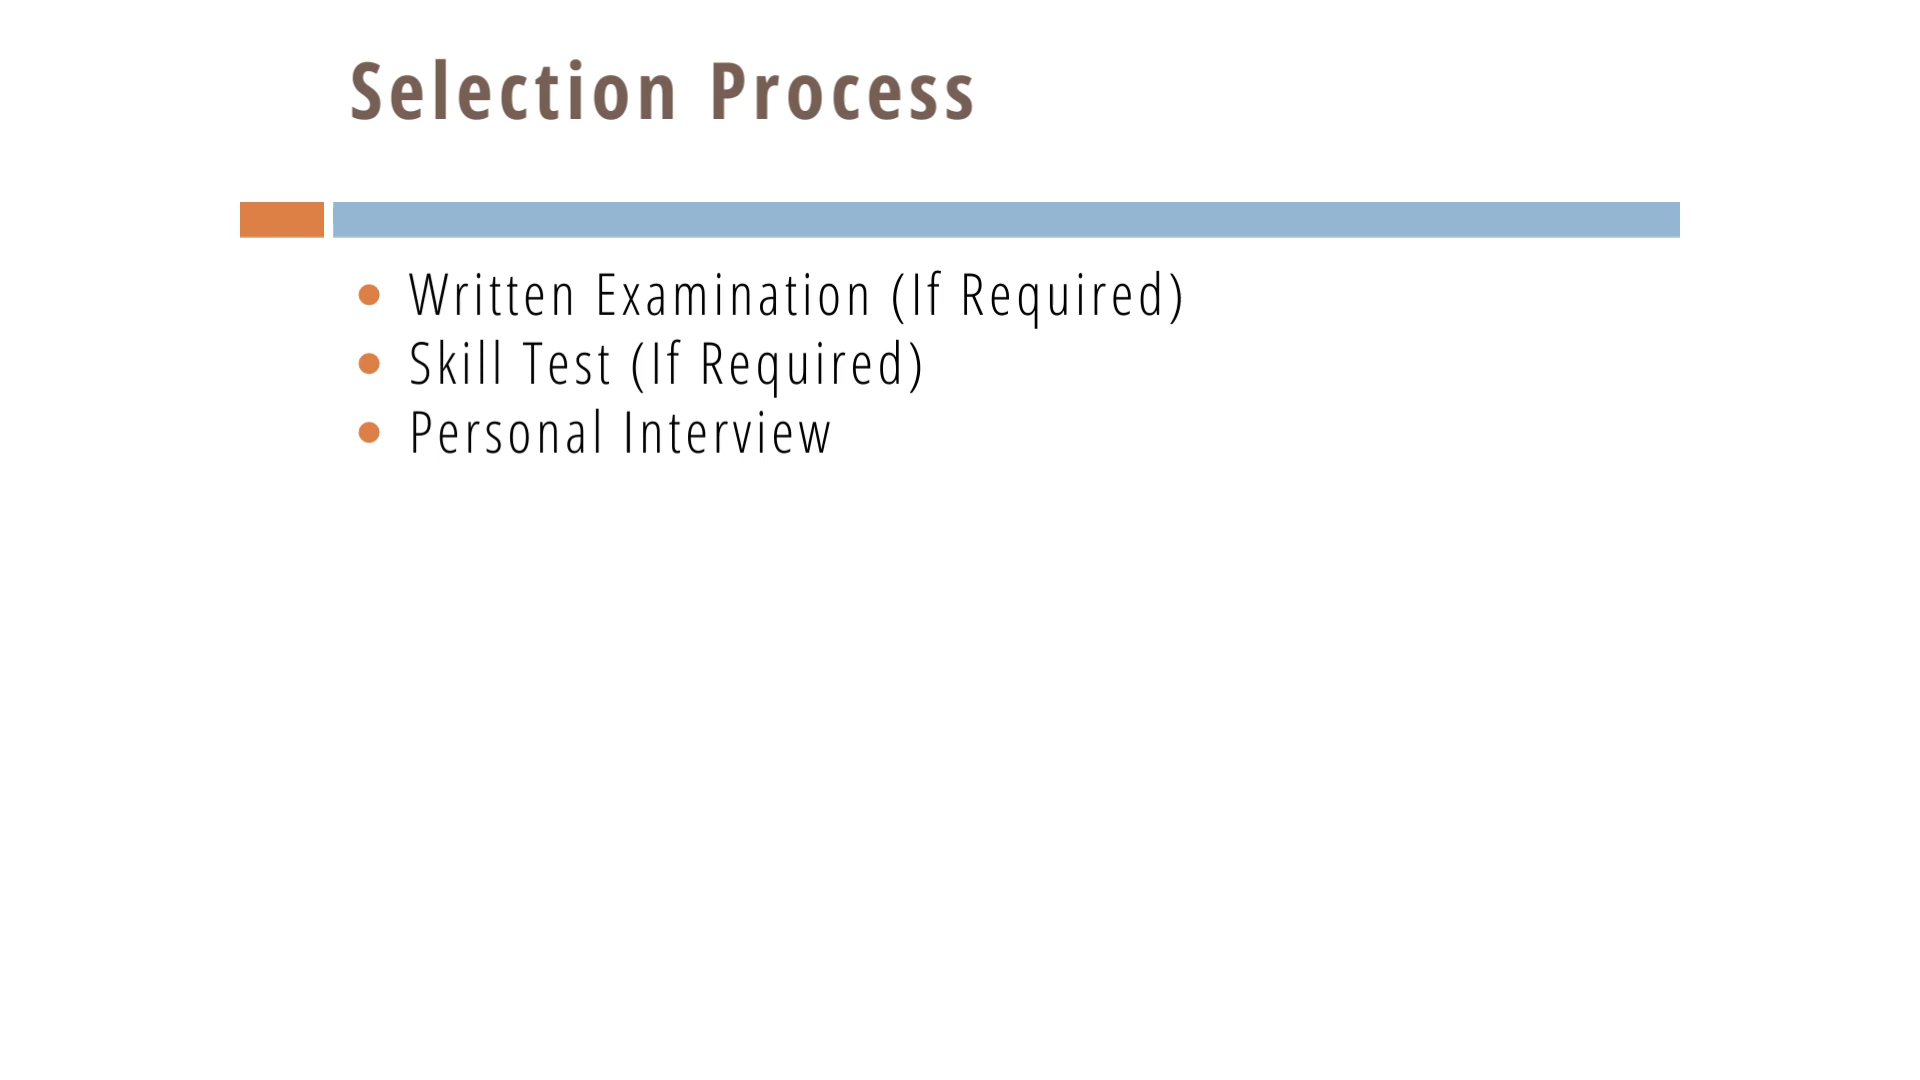 Selection Process
• Written Examination (If Required)
• Skill Test (If Required)
• Personal Interview